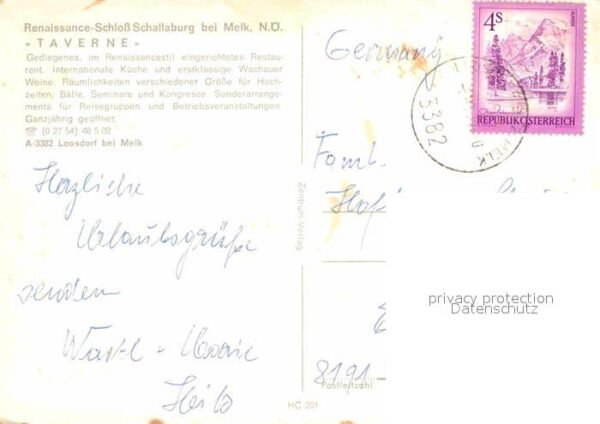 Renaissance-Schloß Schallaburg bei Melk, N.Ö.
»TAVERNE«
Gediegenes, im Renaissancestil eingerichtetes Restau-
rant. Internationale Küche und erstklassige Wachauer
Weine. Räumlichkeiten verschiedener Größe für Hoch-
zeiten, Bälle, Seminare und Kongresse. Sonderarrange-
ments für Reisegruppen und Betriebsveranstaltungen.
Ganzjährig geöffnet.
☎ (0 27 54) 48 5 02
A-3382 Loosdorf bei Melk
Herzliche
Urlaubsgrüße
senden
Heib
Zentrum-Verlag
HC 201
Germany
4S
REPUBLIK ÖSTERREICH
3382
MELK
Fam.
privacy protection
Datenschutz
8191
Postleitzahl